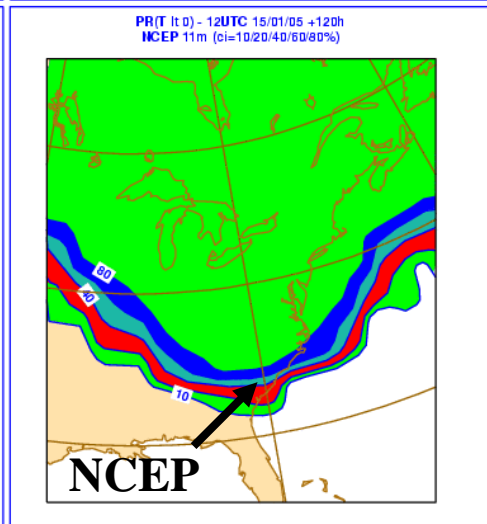 PR(T lt 0) - 12UTC 15/01/05 +120h
NCEP 11m (ci=10/20/40/60/80%)
80
40
10
NCEP